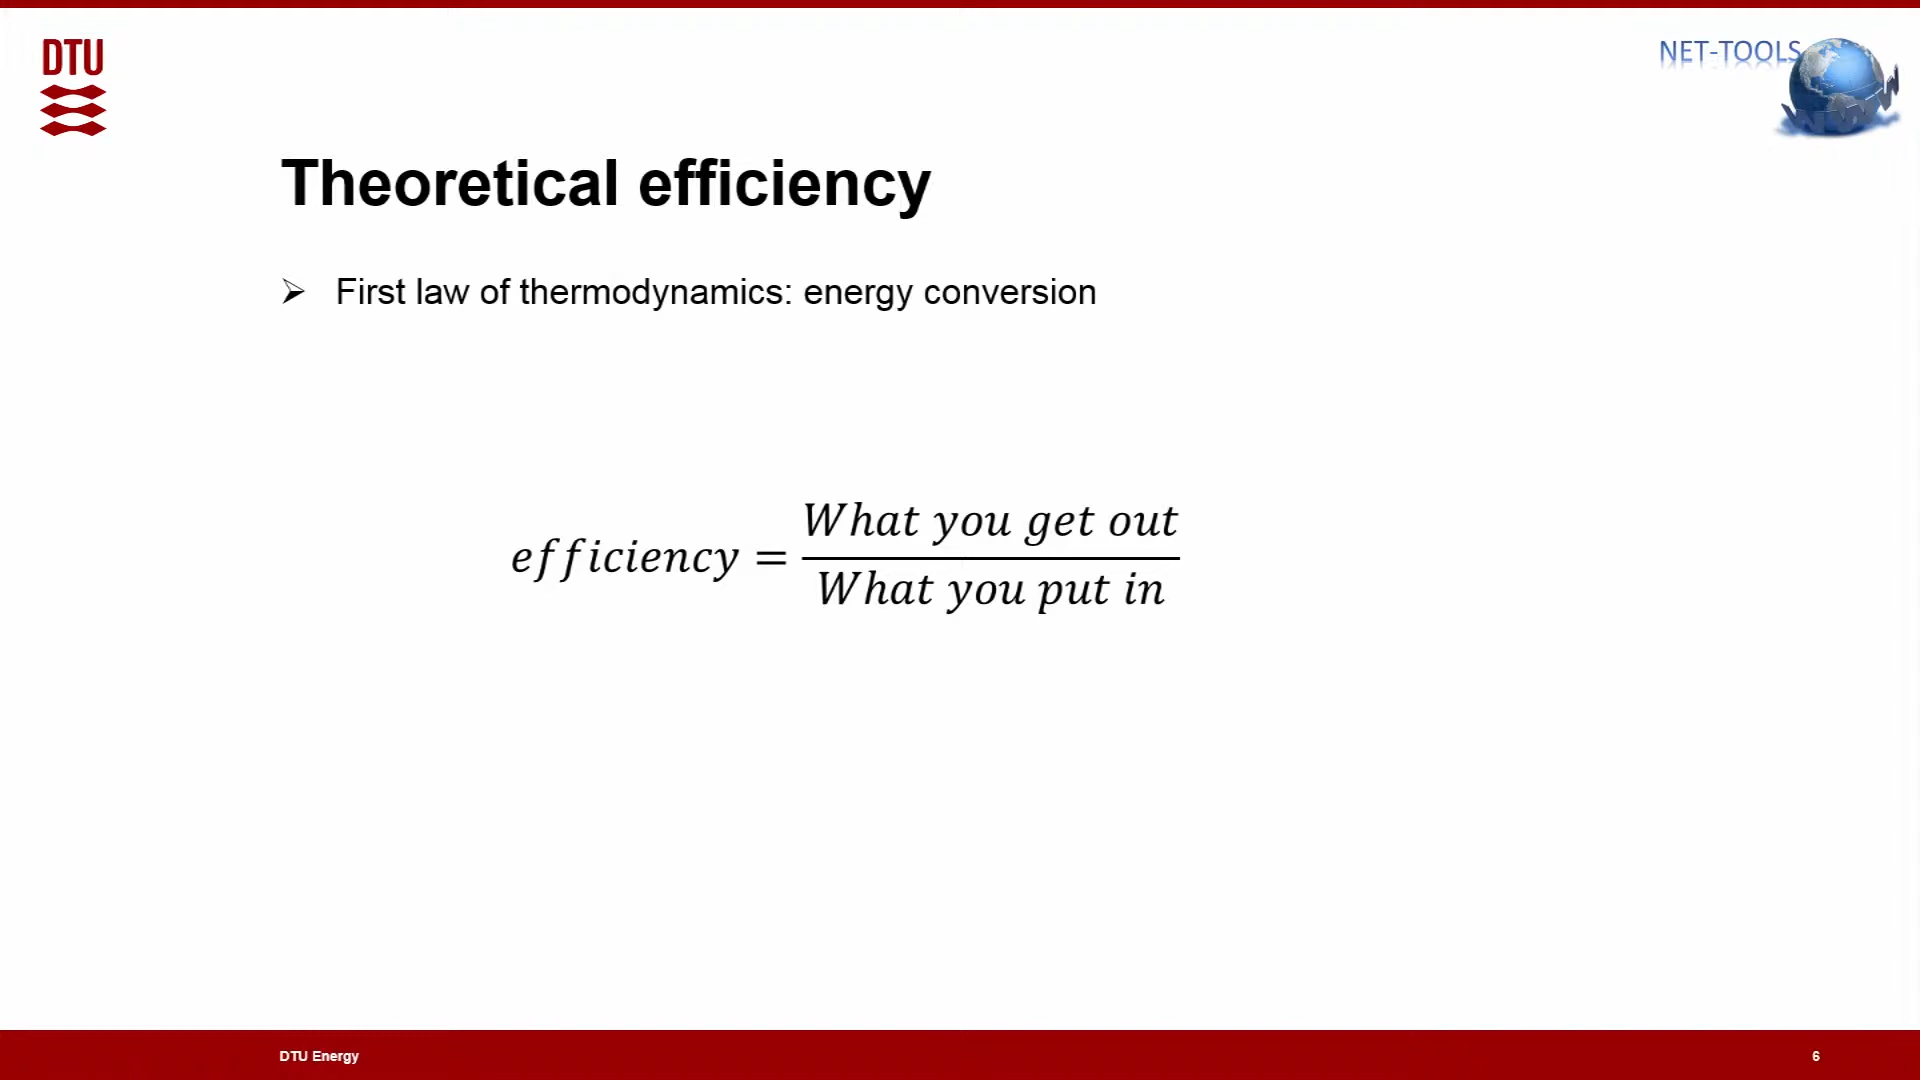 DTU
NET-TOOLS
WWW
Theoretical efficiency
➢ First law of thermodynamics: energy conversion
efficiency = What you get out / What you put in
DTU Energy
6